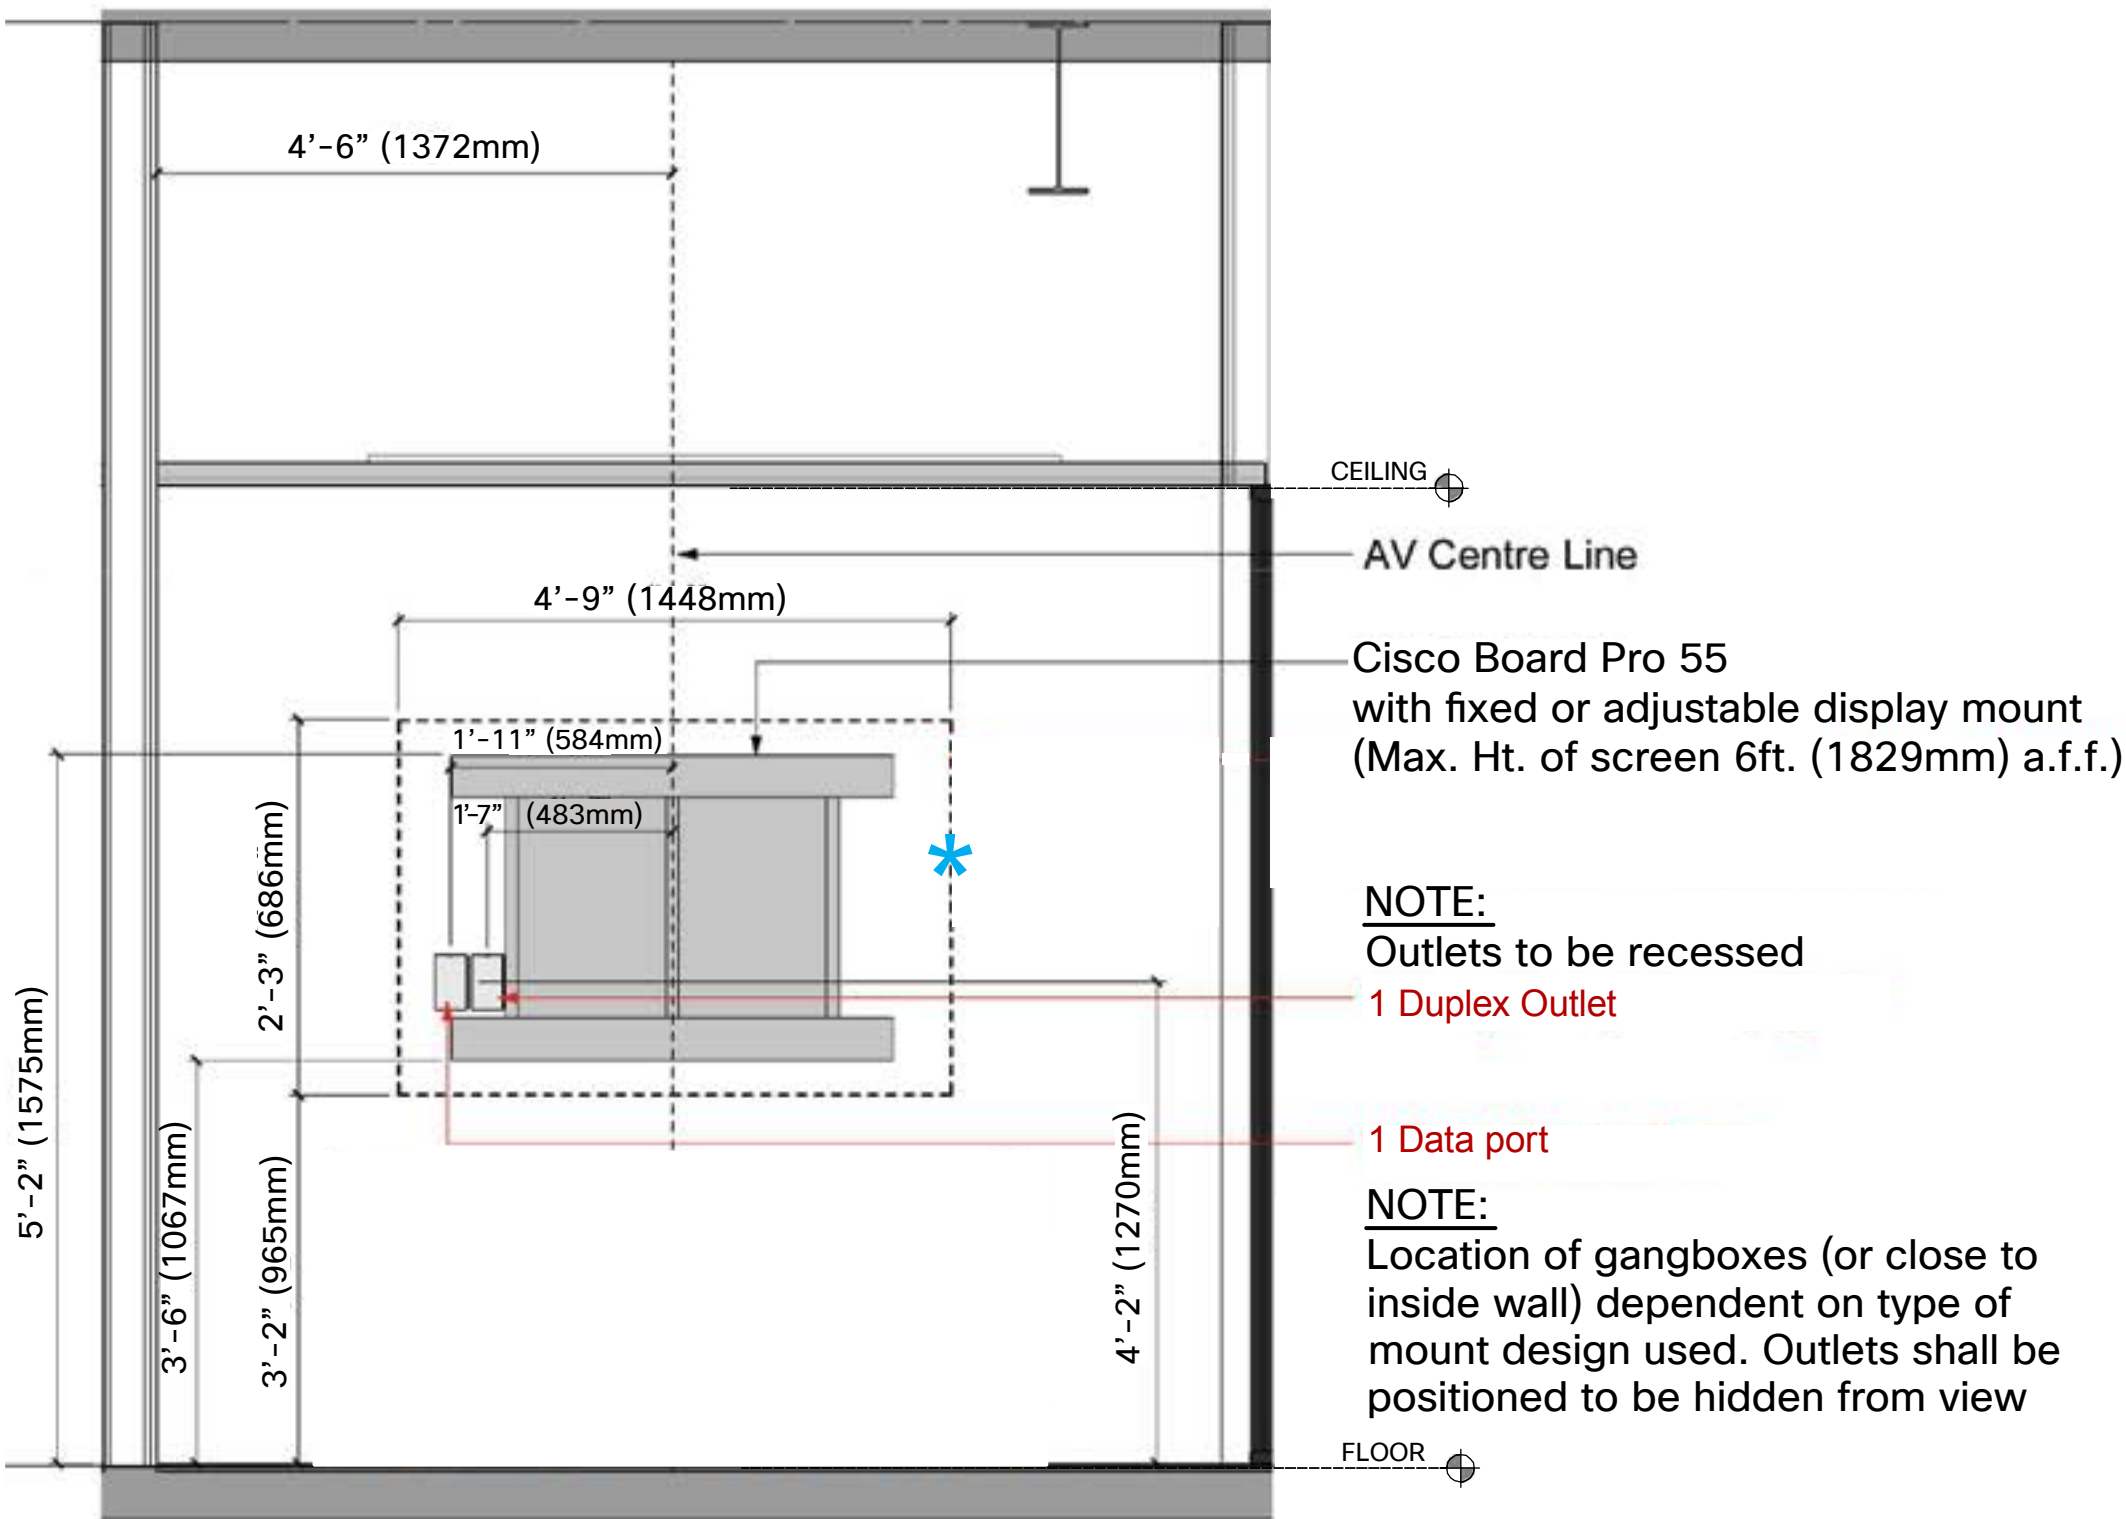 4’-6” (1372mm)
CEILING
AV Centre Line
4’-9” (1448mm)
Cisco Board Pro 55
with fixed or adjustable display mount
(Max. Ht. of screen 6ft. (1829mm) a.f.f.)
1’-11” (584mm)
1’-7” (483mm)
*
2’-3” (686mm)
NOTE:
Outlets to be recessed
1 Duplex Outlet
5’-2” (1575mm)
3’-6” (1067mm)
3’-2” (965mm)
4’-2” (1270mm)
1 Data port
NOTE:
Location of gangboxes (or close to
inside wall) dependent on type of
mount design used. Outlets shall be
positioned to be hidden from view
FLOOR